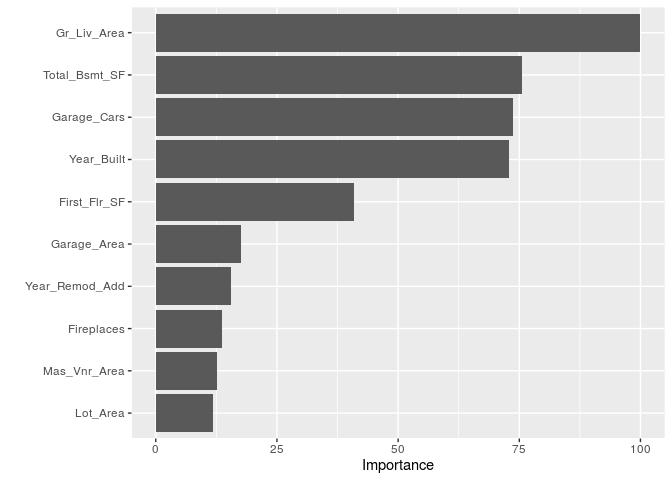 Gr_Liv_Area
Total_Bsmt_SF
Garage_Cars
Year_Built
First_Flr_SF
Garage_Area
Year_Remod_Add
Fireplaces
Mas_Vnr_Area
Lot_Area
0 25 50 75 100
Importance